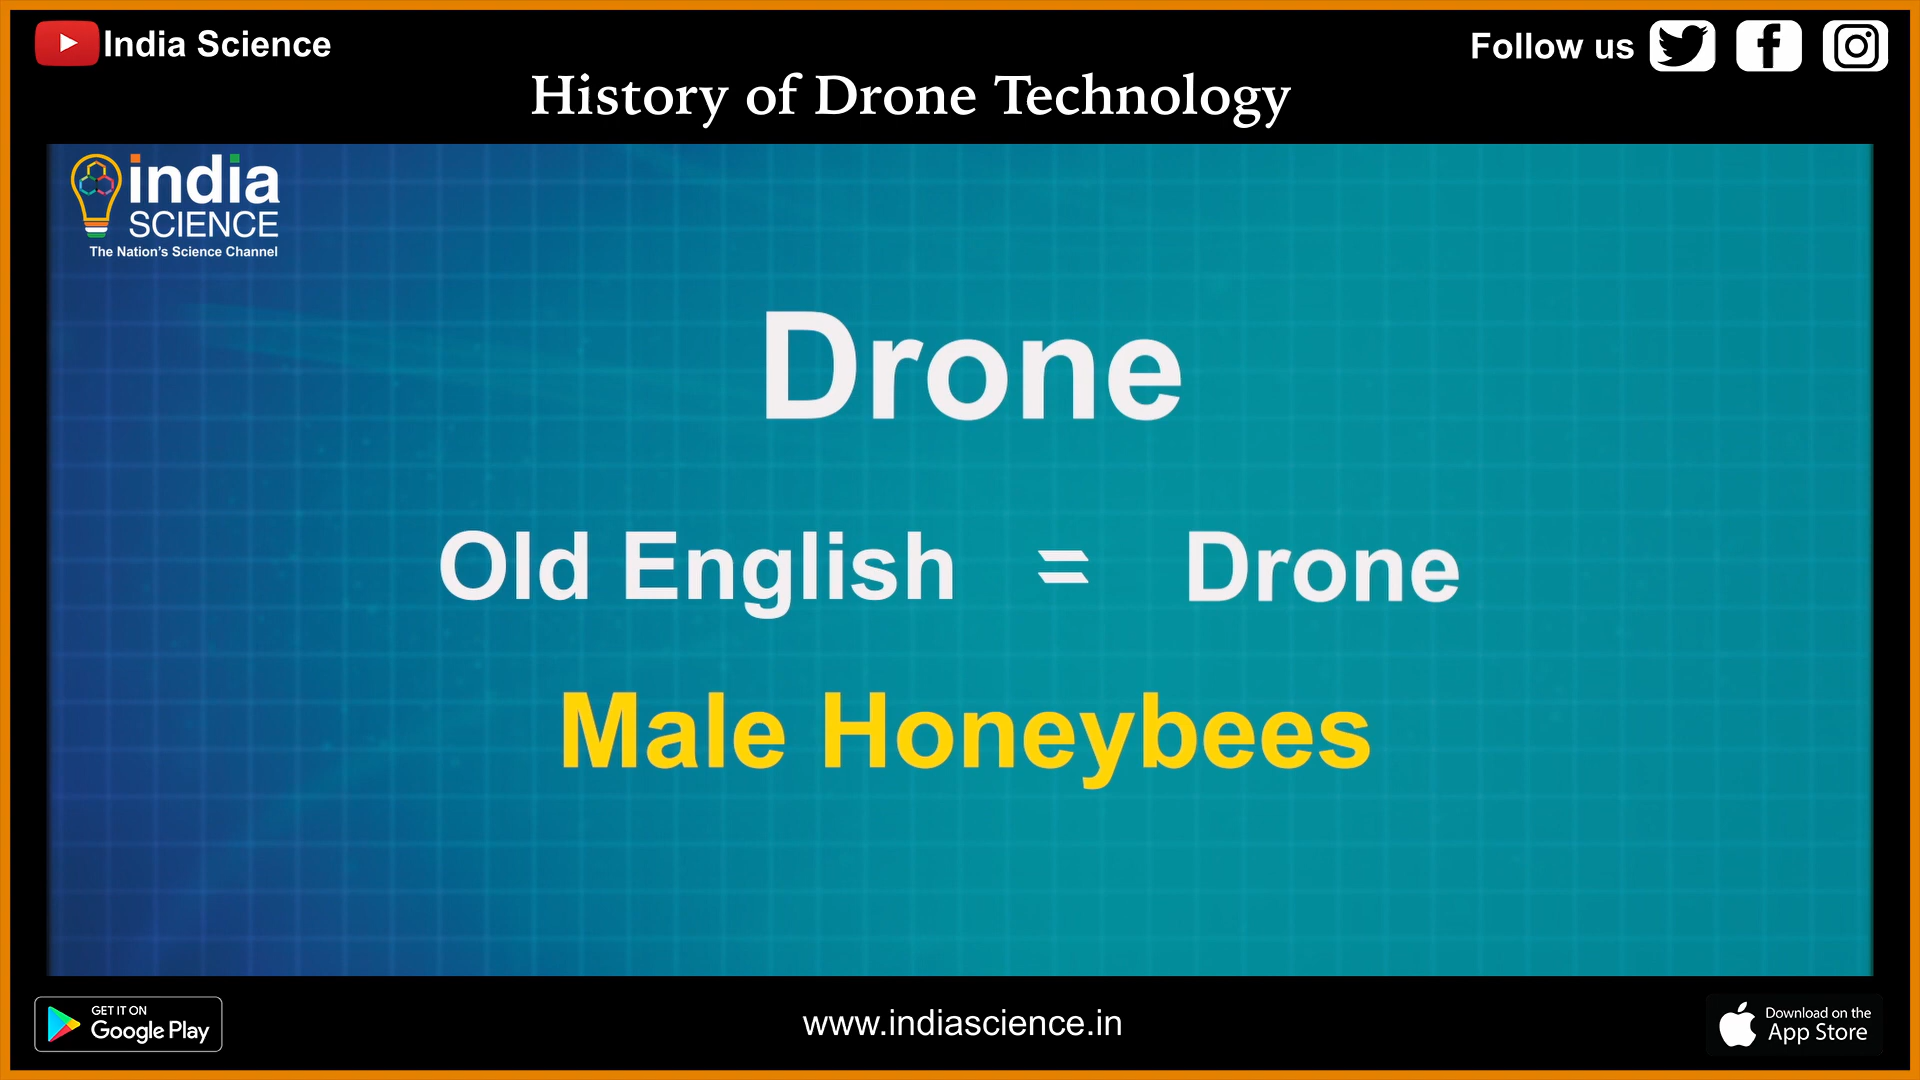 India Science
Follow us
History of Drone Technology
india
SCIENCE
The Nation's Science Channel
Drone
Old English = Drone
Male Honeybees
GET IT ON
Google Play
www.indiascience.in
Download on the
App Store